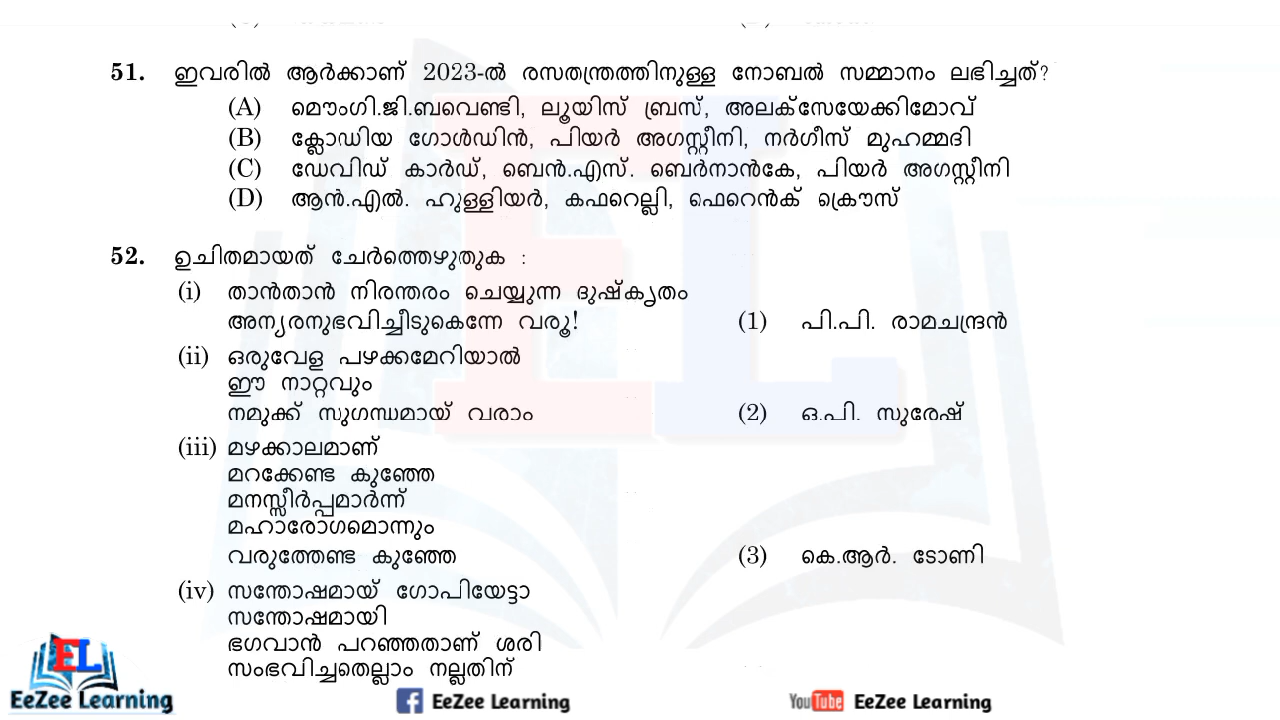 51. ഇവരിൽ ആർക്കാണ് 2023-ൽ രസതന്ത്രത്തിനുള്ള നോബൽ സമ്മാനം ലഭിച്ചത്?
(A) മൌംഗി.ജി.ബവെണ്ടി, ലൂയിസ് ബ്രസ്, അലക്സേയേക്കിമോവ്
(B) ക്ലോഡിയ ഗോൾഡിൻ, പിയർ അഗസ്റ്റീനി, നർഗീസ് മുഹമ്മദി
(C) ഡേവിഡ് കാർഡ്, ബെൻ.എസ്. ബെർനാൻകേ, പിയർ അഗസ്റ്റീനി
(D) ആൻ.എൽ. ഹുള്ളിയർ, കഫറെല്ലി, ഫെറെൻക് ക്രൌസ്
52. ഉചിതമായത് ചേർത്തെഴുതുക :
(i) താൻതാൻ നിരന്തരം ചെയ്യുന്ന ദുഷ്കൃതം
അന്യരനുഭവിച്ചീടുകെന്നേ വരൂ! (1) പി.പി. രാമചന്ദ്രൻ
(ii) ഒരുവേള പഴക്കമേറിയാൽ
ഈ നാറ്റവും
നമുക്ക് സുഗന്ധമായ് വരാം (2) ഒ.പി. സുരേഷ്
(iii) മഴക്കാലമാണ്
മറക്കേണ്ട കുഞ്ഞേ
മനസ്സീർപ്പമാർന്ന്
മഹാരോഗമൊന്നും
വരുത്തേണ്ട കുഞ്ഞേ (3) കെ.ആർ. ടോണി
(iv) സന്തോഷമായ് ഗോപിയേട്ടാ
സന്തോഷമായി
ഭഗവാൻ പറഞ്ഞതാണ് ശരി
സംഭവിച്ചതെല്ലാം നല്ലതിന്
EL
EeZee Learning
f EeZee Learning
YouTube EeZee Learning